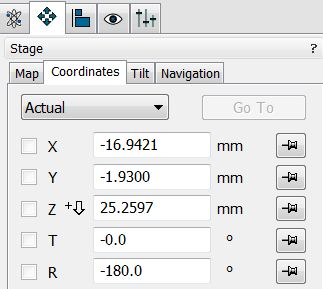 Stage ?
Map Coordinates Tilt Navigation
Actual Go To
X -16.9421 mm
Y -1.9300 mm
Z + 25.2597 mm
T -0.0 °
R -180.0 °